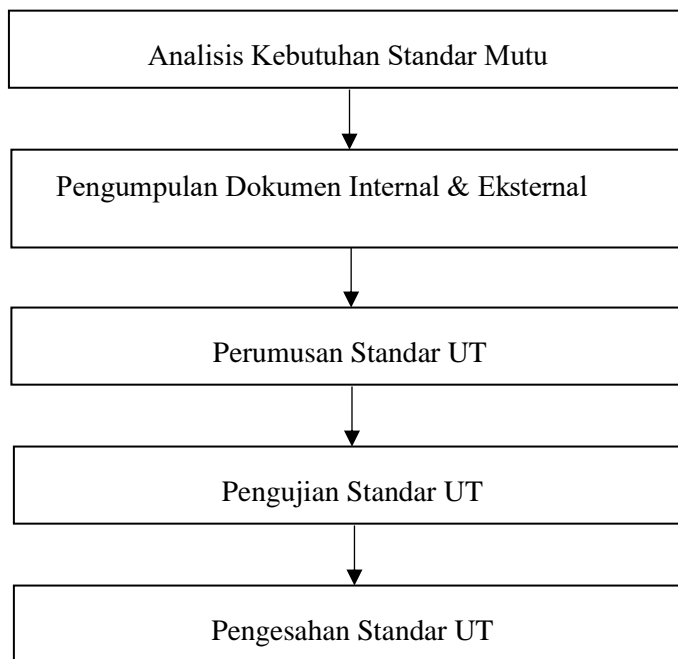 Analisis Kebutuhan Standar Mutu
Pengumpulan Dokumen Internal & Eksternal
Perumusan Standar UT
Pengujian Standar UT
Pengesahan Standar UT